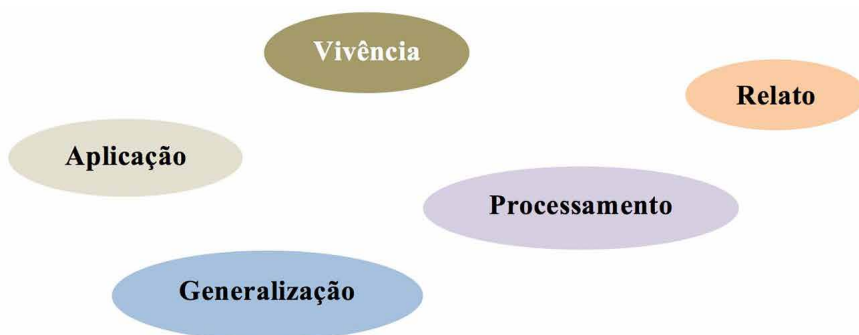 Vivência
Relato
Aplicação
Processamento
Generalização